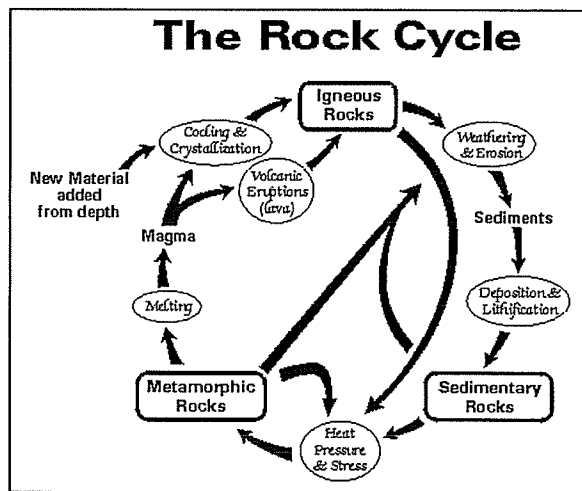 The Rock Cycle
Igneous
Rocks
Cooling &
Crystallization
Weathering
& Erosion
Volcanic
Eruptions
(Lava)
New Material
added
from depth
Sediments
Magma
Melting
Deposition &
Lithification
Metamorphic
Rocks
Sedimentary
Rocks
Heat
Pressure
& Stress